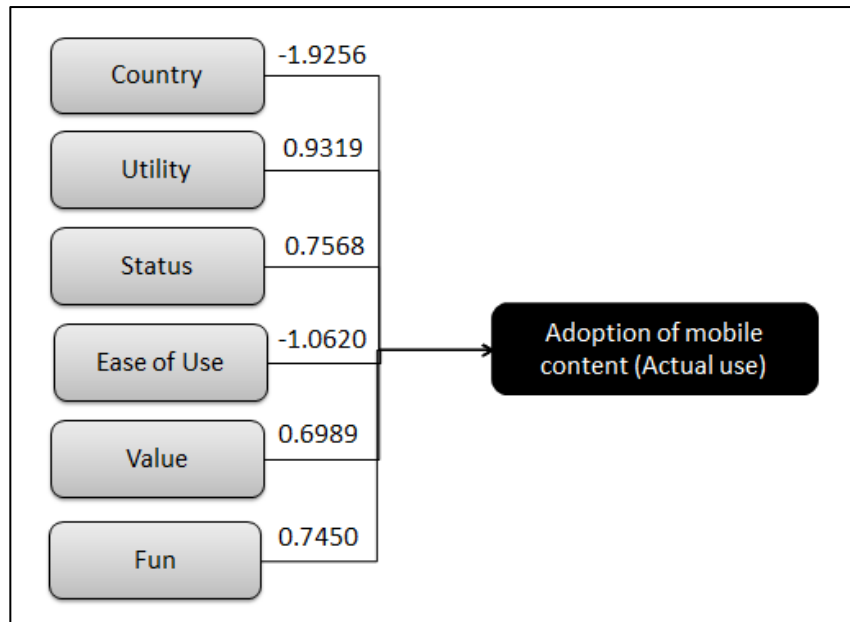 Country
-1.9256
Utility
0.9319
Status
0.7568
Ease of Use
-1.0620
Value
0.6989
Fun
0.7450
Adoption of mobile
content (Actual use)